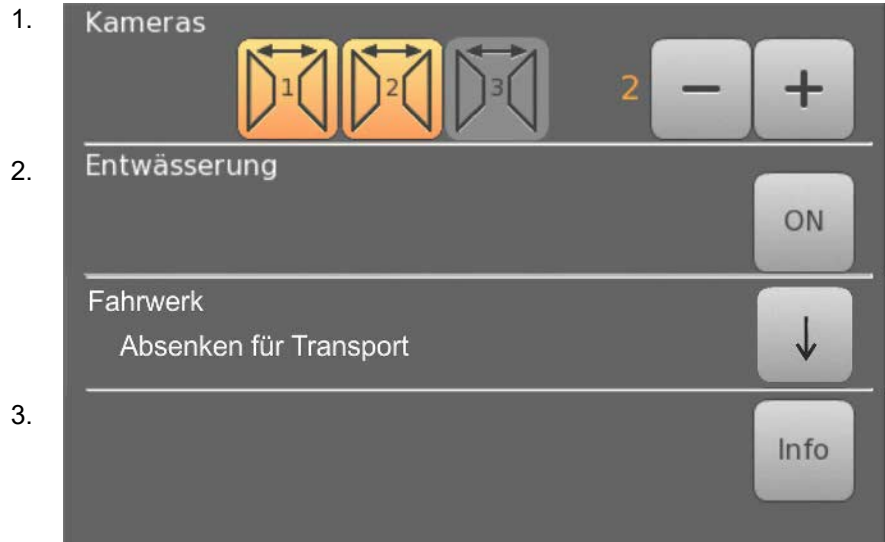 1.
Kameras
1 2 3 2 − +
2.
Entwässerung
ON
Fahrwerk
Absenken für Transport
3.
Info